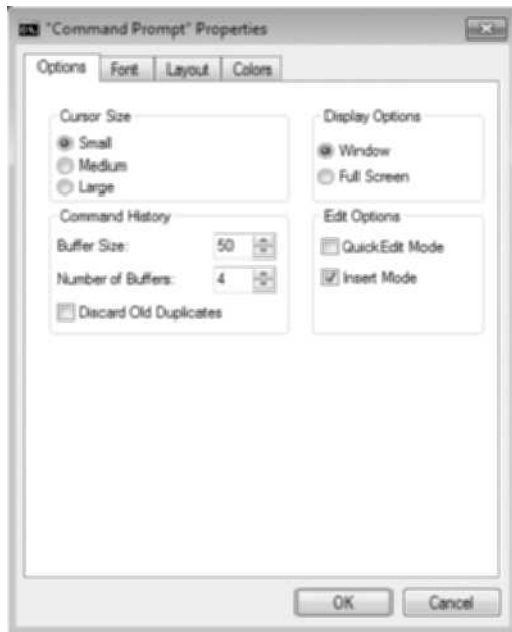 "Command Prompt" Properties
Options Font Layout Colors
Cursor Size
Small
Medium
Large
Display Options
Window
Full Screen
Command History
Buffer Size: 50
Number of Buffers: 4
Discard Old Duplicates
Edit Options
QuickEdit Mode
Insert Mode
OK Cancel